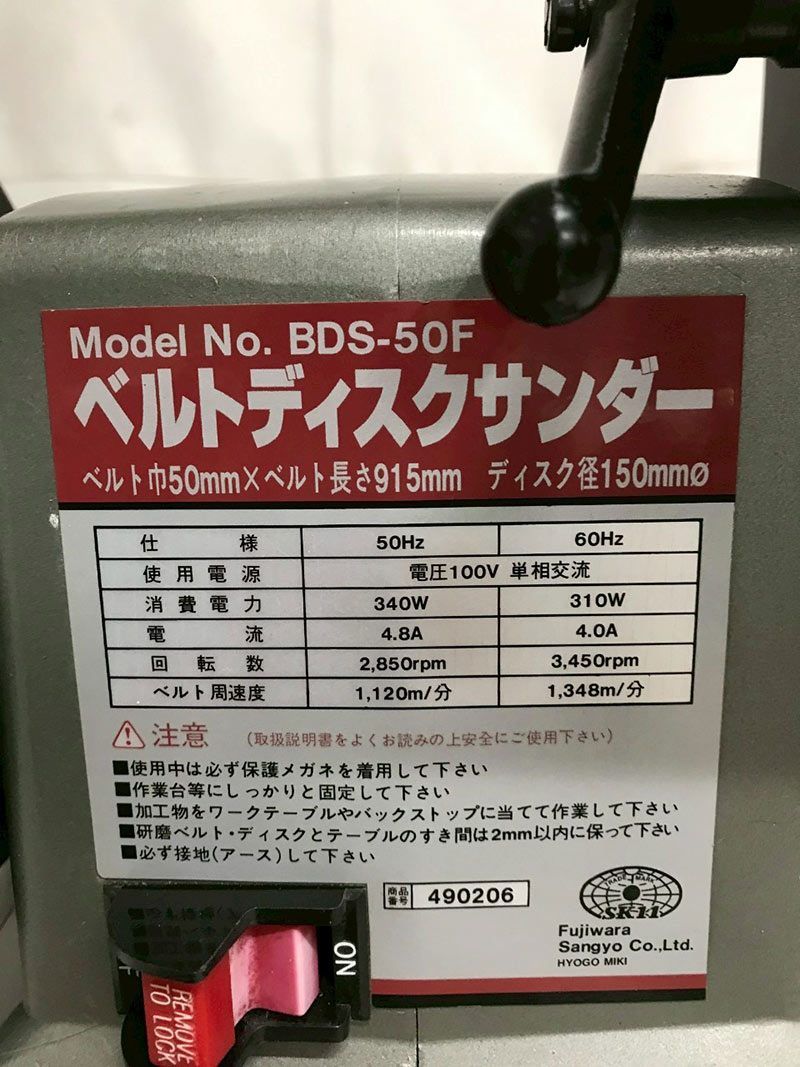 Model No. BDS-50F
ベルトディスクサンダー
ベルト巾50mm×ベルト長さ915mm ディスク径150mmø
仕様 50Hz 60Hz
使用電源 電圧100V 単相交流
消費電力 340W 310W
電流 4.8A 4.0A
回転数 2,850rpm 3,450rpm
ベルト周速度 1,120m/分 1,348m/分
注意 (取扱説明書をよくお読みの上安全にご使用下さい)
■使用中は必ず保護メガネを着用して下さい
■作業台等にしっかりと固定して下さい
■加工物をワークテーブルやバックストップに当てて作業して下さい
■研磨ベルト・ディスクとテーブルのすき間は2mm以内に保って下さい
■必ず接地(アース)して下さい
商品番号 490206
TRADE MARK
SK11
Fujiwara
Sangyo Co.,Ltd.
HYOGO MIKI
ON
REMOVE
TO LOCK